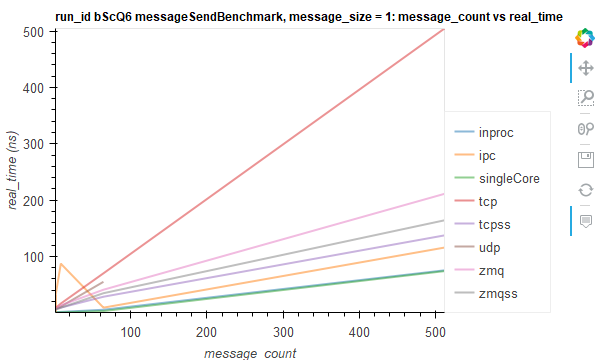 run_id bScQ6 messageSendBenchmark, message_size = 1: message_count vs real_time
500
400
300
200
100
real_time (ns)
100
200
300
400
500
message_count
inproc
ipc
singleCore
tcp
tcpss
udp
zmq
zmqss